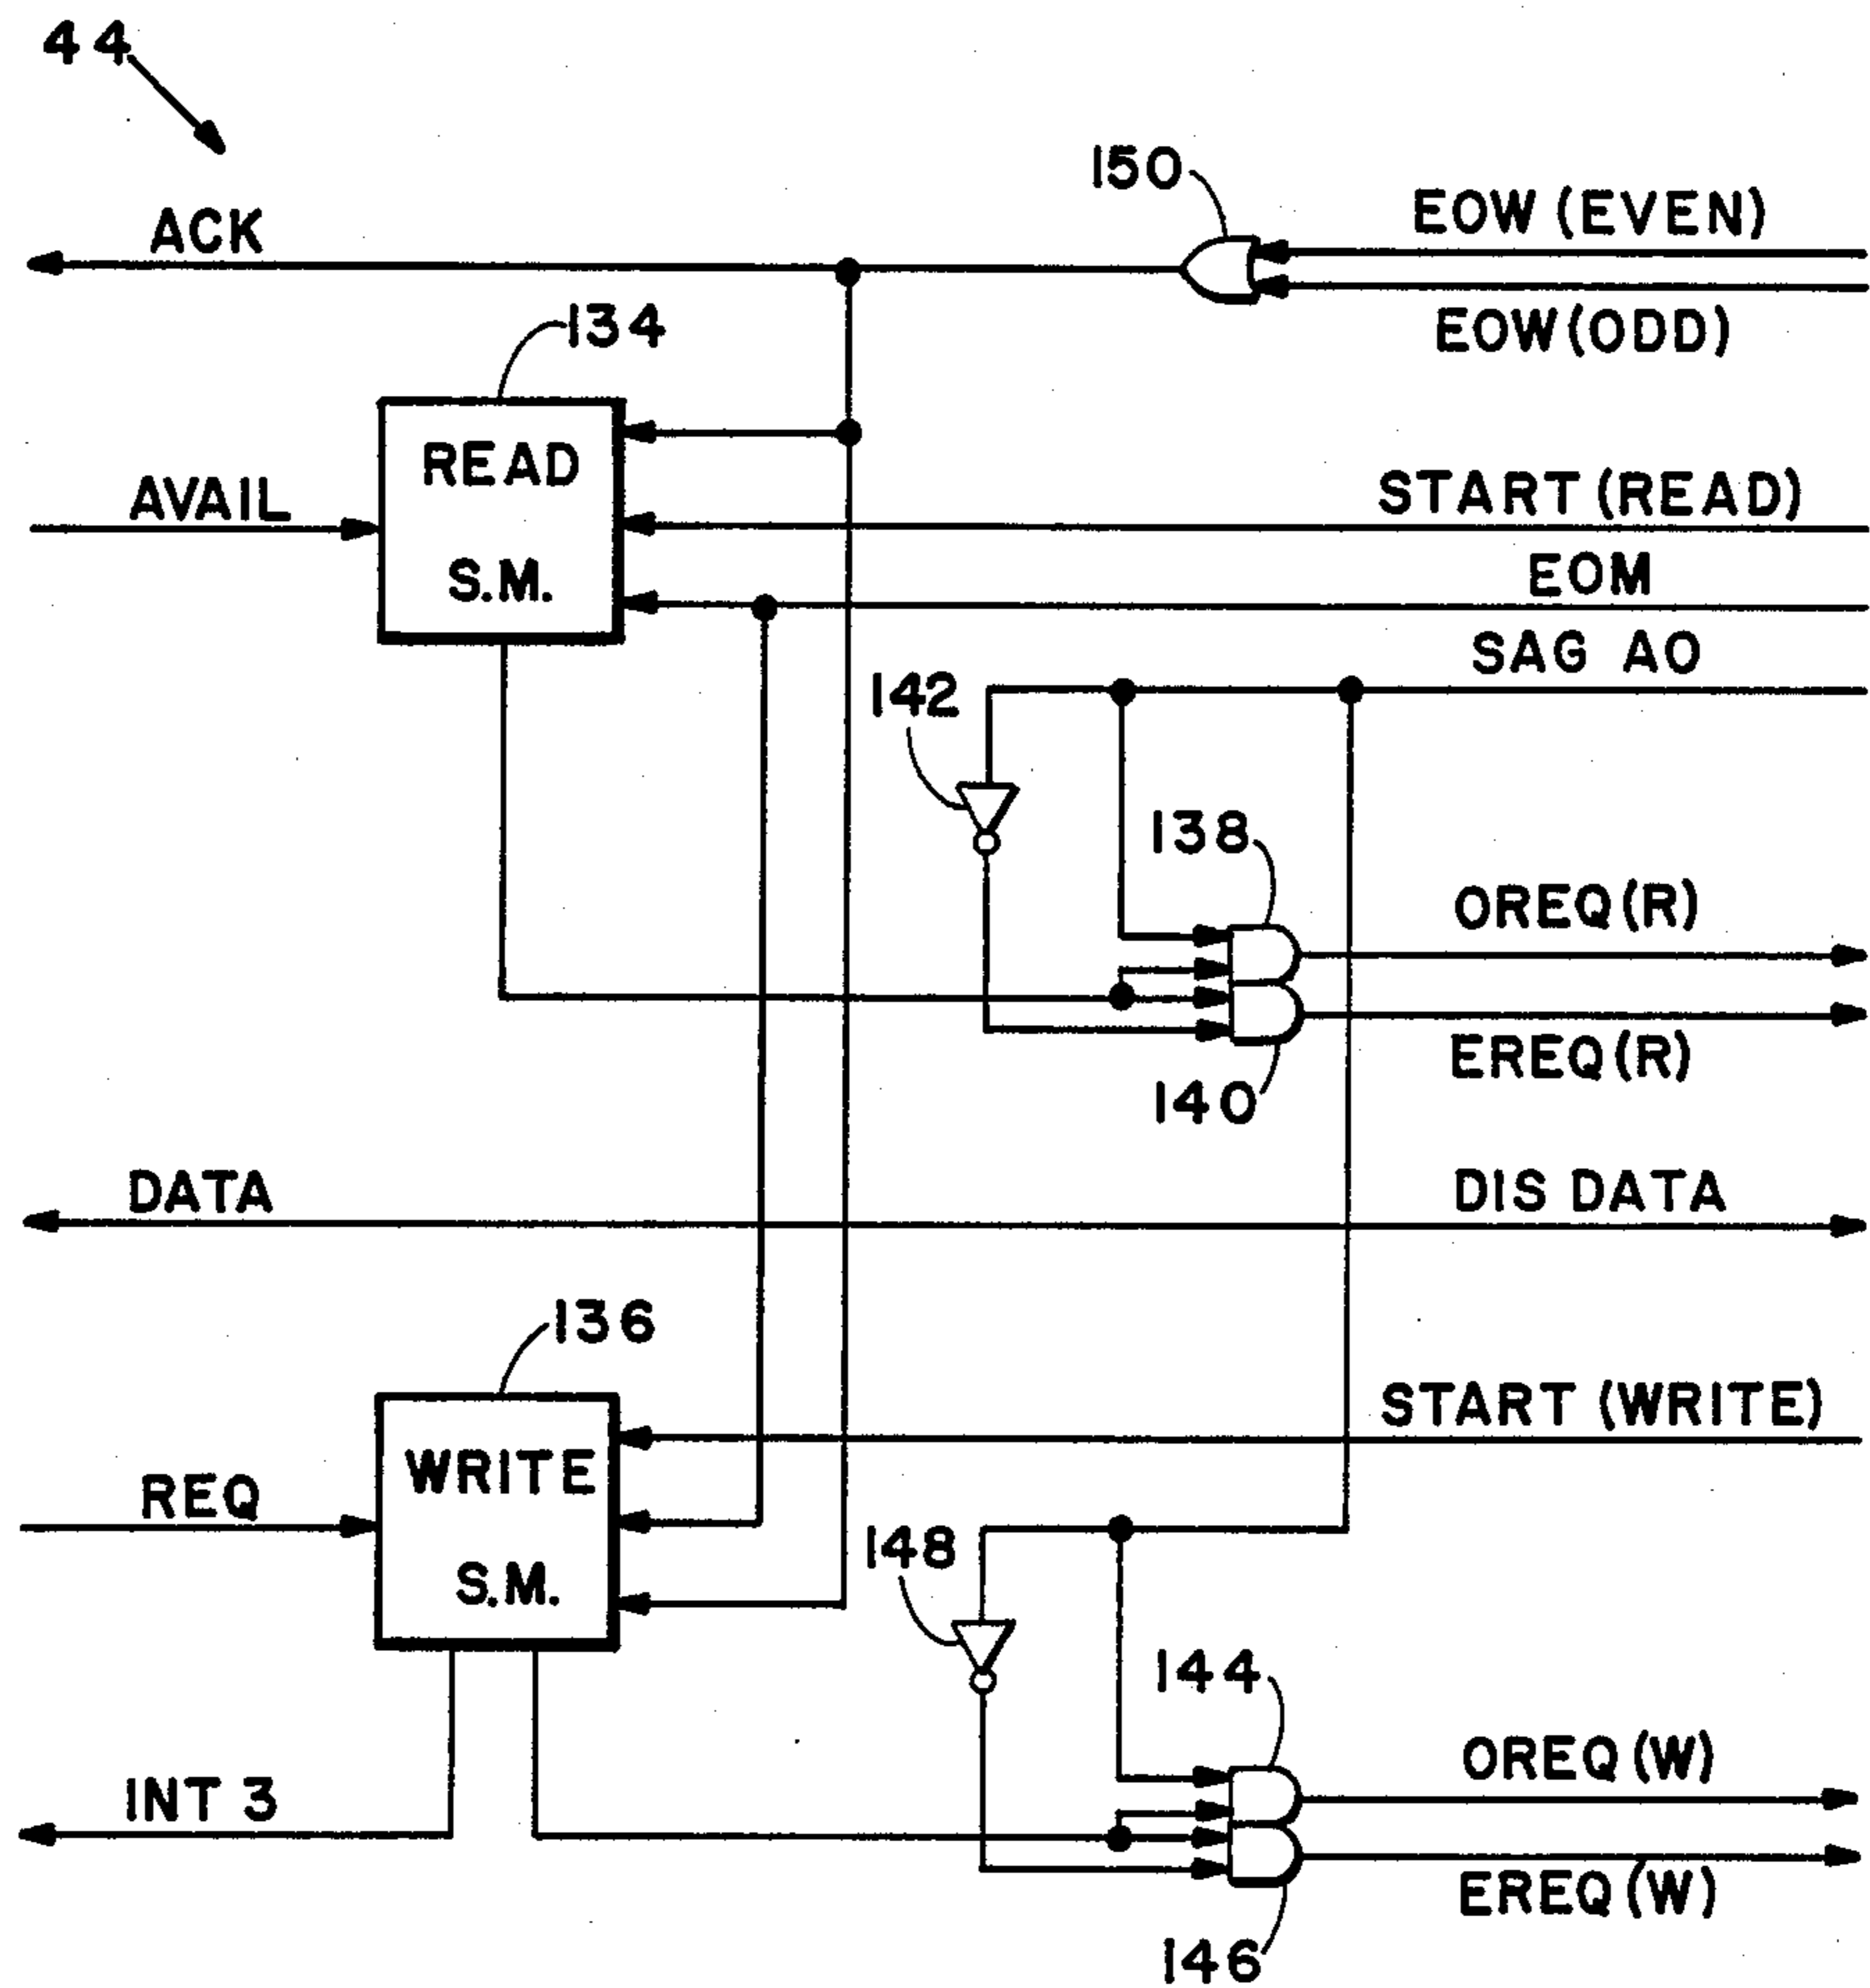 44
150
EOW (EVEN)
ACK
EOW (ODD)
134
READ
S.M.
AVAIL
START (READ)
EOM
SAG AO
142
138
OREQ (R)
EREQ (R)
140
DATA
DIS DATA
136
START (WRITE)
WRITE
S.M.
REQ
148
144
OREQ (W)
INT 3
EREQ (W)
146